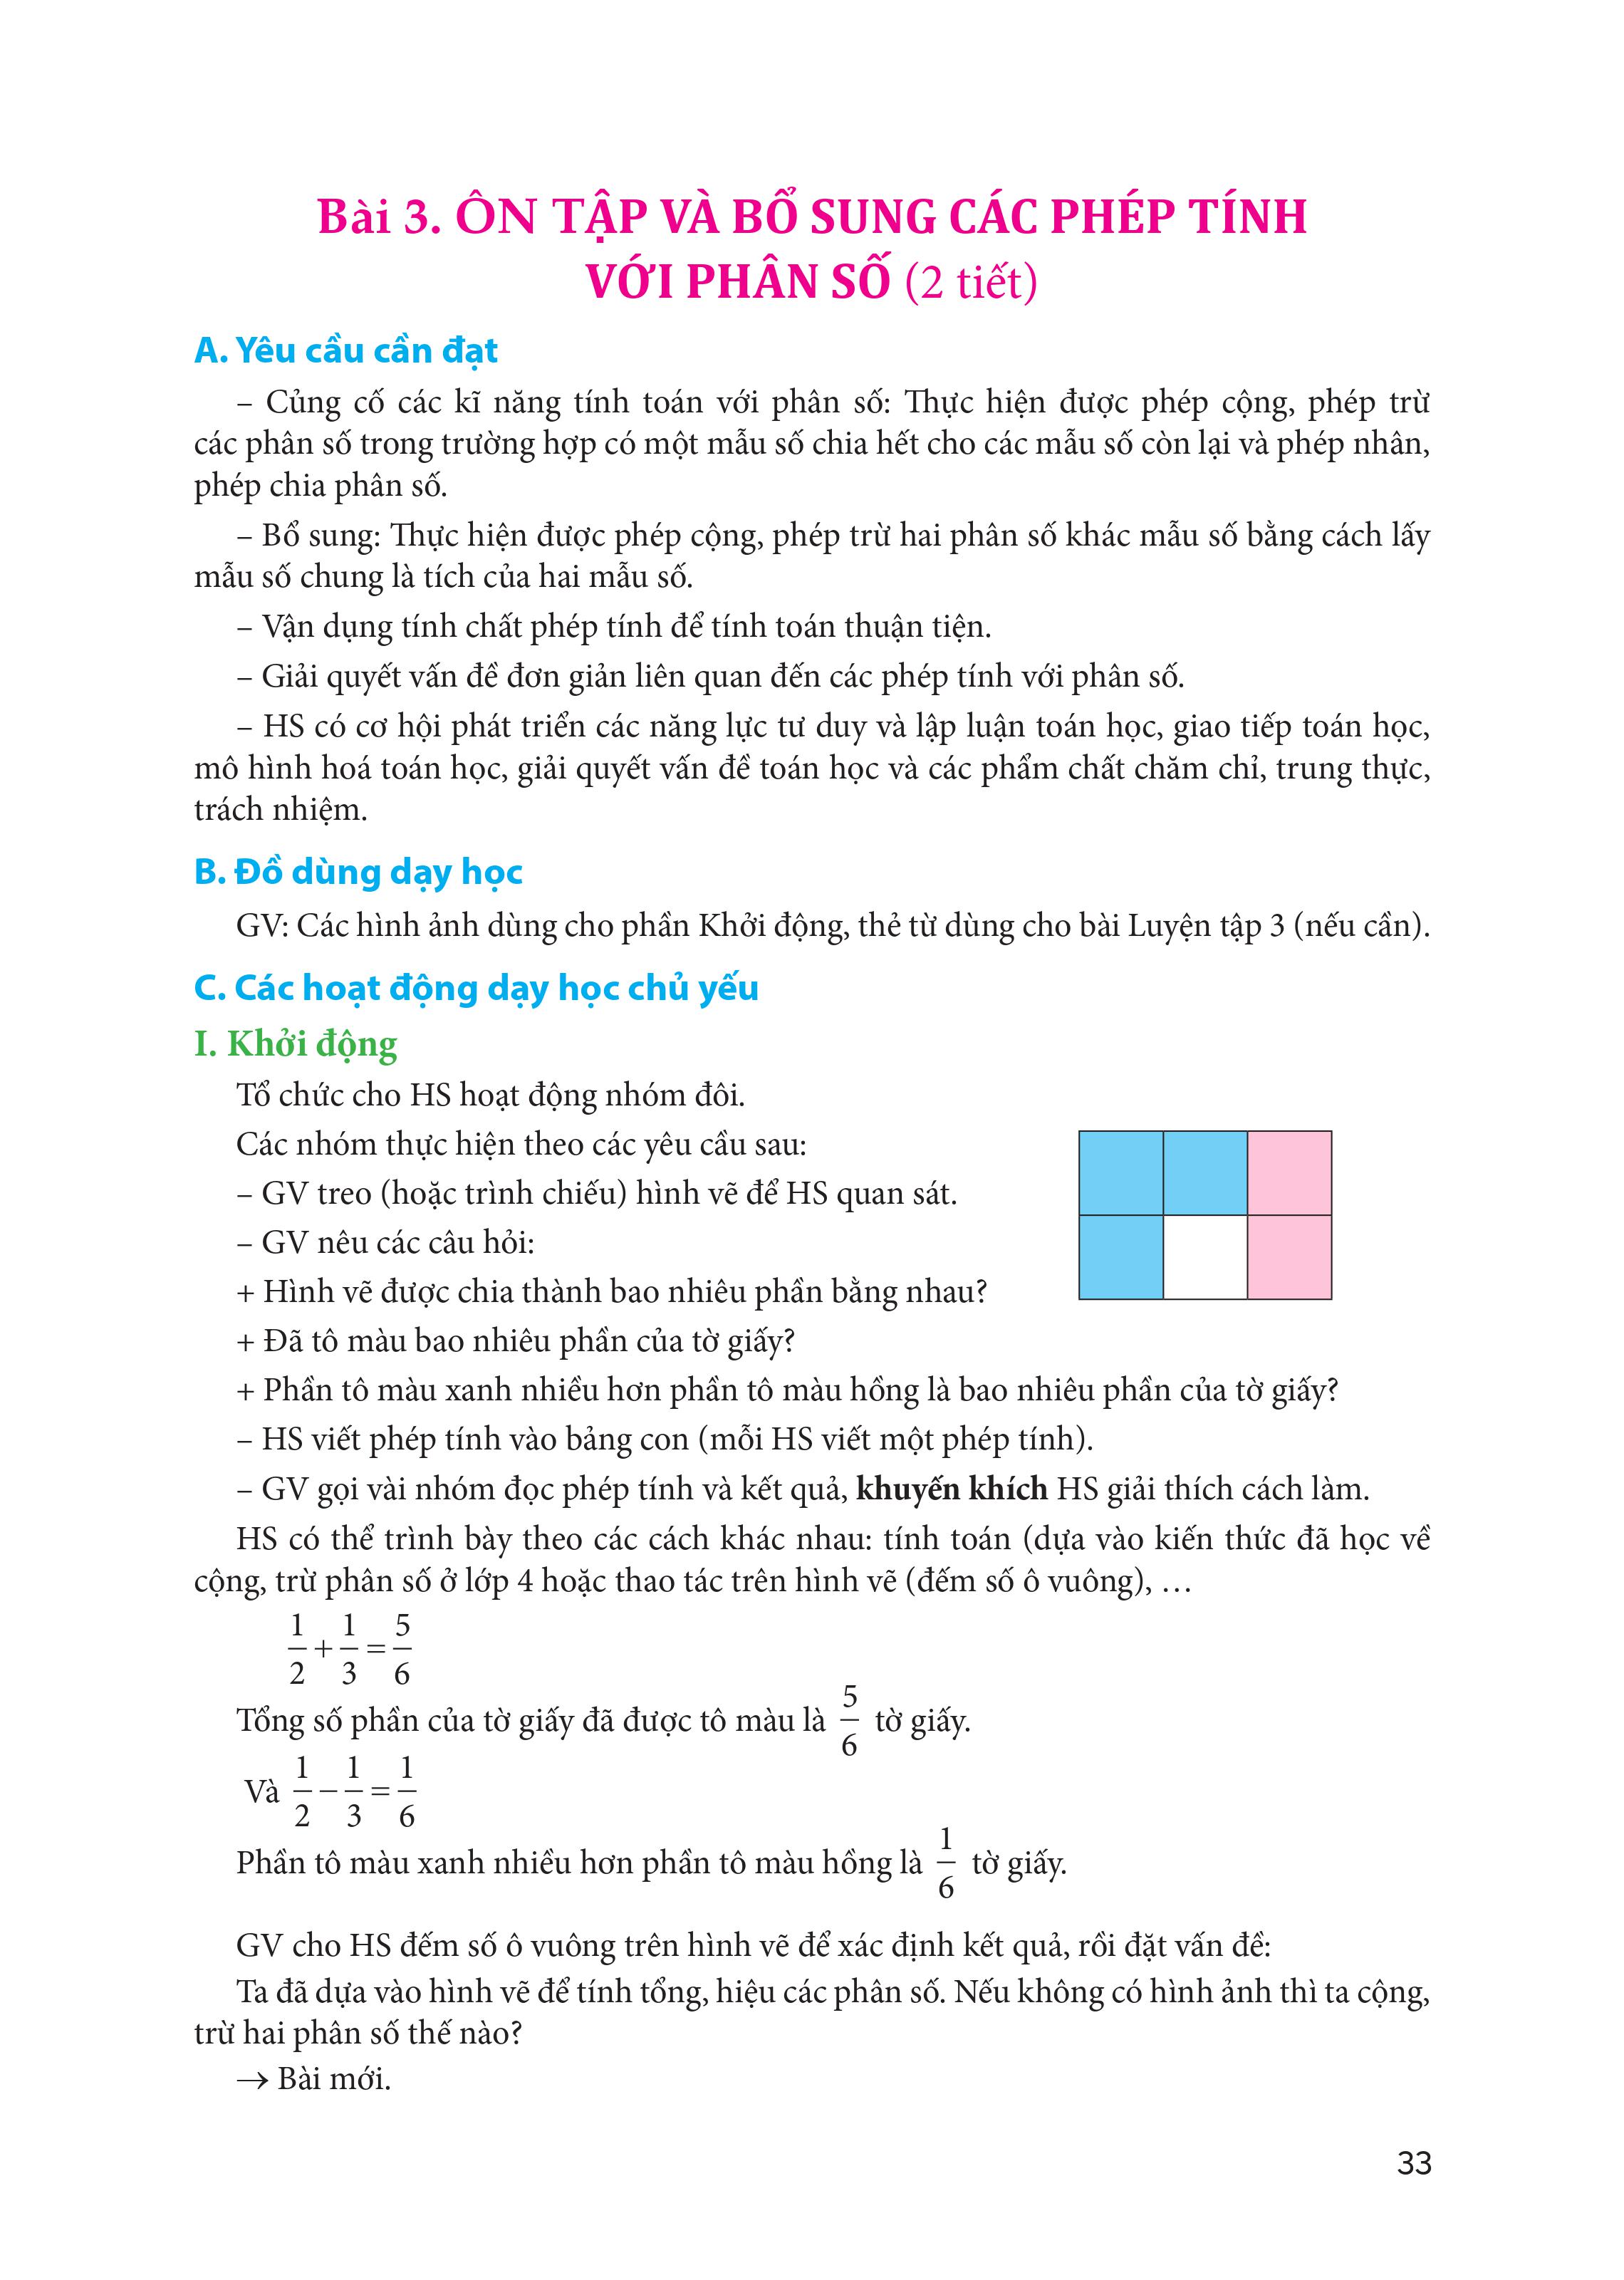 Bài 3. ÔN TẬP VÀ BỔ SUNG CÁC PHÉP TÍNH
VỚI PHÂN SỐ (2 tiết)
A. Yêu cầu cần đạt
– Củng cố các kĩ năng tính toán với phân số: Thực hiện được phép cộng, phép trừ
các phân số trong trường hợp có một mẫu số chia hết cho các mẫu số còn lại và phép nhân,
phép chia phân số.
– Bổ sung: Thực hiện được phép cộng, phép trừ hai phân số khác mẫu số bằng cách lấy
mẫu số chung là tích của hai mẫu số.
– Vận dụng tính chất phép tính để tính toán thuận tiện.
– Giải quyết vấn đề đơn giản liên quan đến các phép tính với phân số.
– HS có cơ hội phát triển các năng lực tư duy và lập luận toán học, giao tiếp toán học,
mô hình hoá toán học, giải quyết vấn đề toán học và các phẩm chất chăm chỉ, trung thực,
trách nhiệm.
B. Đồ dùng dạy học
GV: Các hình ảnh dùng cho phần Khởi động, thẻ từ dùng cho bài Luyện tập 3 (nếu cần).
C. Các hoạt động dạy học chủ yếu
I. Khởi động
Tổ chức cho HS hoạt động nhóm đôi.
Các nhóm thực hiện theo các yêu cầu sau:
– GV treo (hoặc trình chiếu) hình vẽ để HS quan sát.
– GV nêu các câu hỏi:
+ Hình vẽ được chia thành bao nhiêu phần bằng nhau?
+ Đã tô màu bao nhiêu phần của tờ giấy?
+ Phần tô màu xanh nhiều hơn phần tô màu hồng là bao nhiêu phần của tờ giấy?
– HS viết phép tính vào bảng con (mỗi HS viết một phép tính).
– GV gọi vài nhóm đọc phép tính và kết quả, khuyến khích HS giải thích cách làm.
HS có thể trình bày theo các cách khác nhau: tính toán (dựa vào kiến thức đã học về
cộng, trừ phân số ở lớp 4 hoặc thao tác trên hình vẽ (đếm số ô vuông), …
1/2 + 1/3 = 5/6
Tổng số phần của tờ giấy đã được tô màu là 5/6 tờ giấy.
Và 1/2 – 1/3 = 1/6
Phần tô màu xanh nhiều hơn phần tô màu hồng là 1/6 tờ giấy.
GV cho HS đếm số ô vuông trên hình vẽ để xác định kết quả, rồi đặt vấn đề:
Ta đã dựa vào hình vẽ để tính tổng, hiệu các phân số. Nếu không có hình ảnh thì ta cộng,
trừ hai phân số thế nào?
→ Bài mới.
33